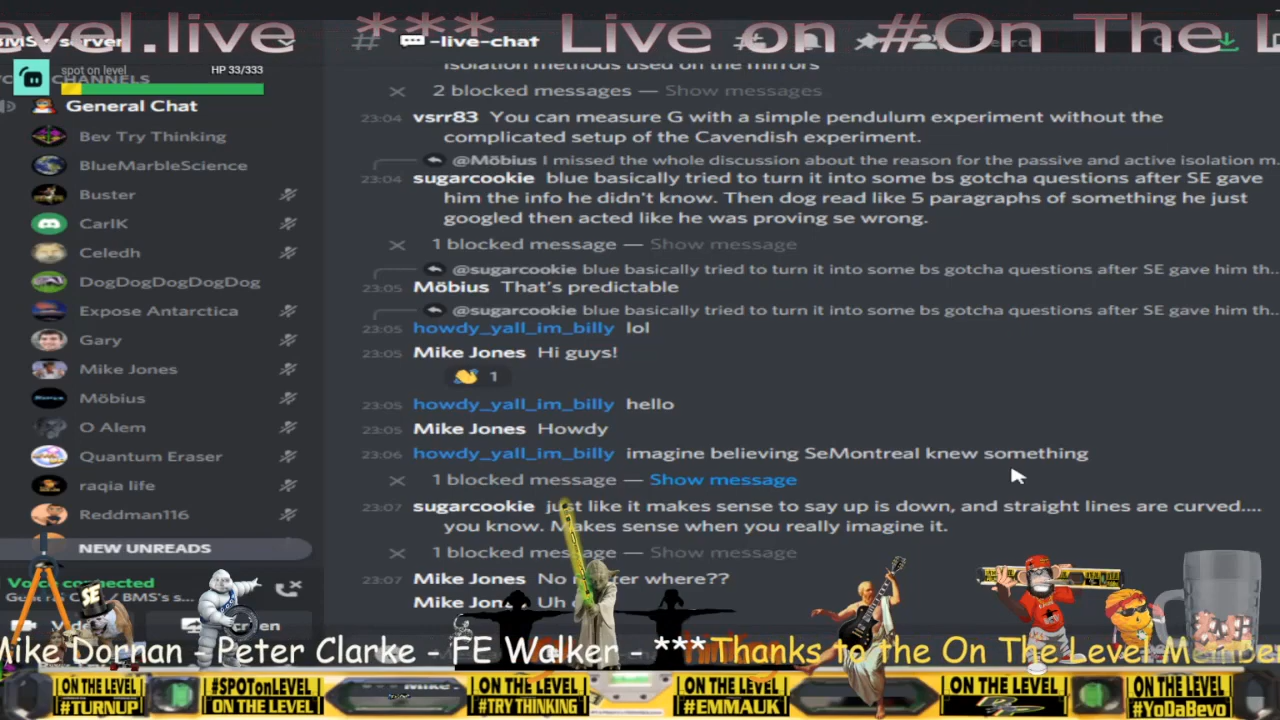 evel.live *** Live on #On The L
BMS's server
# -live-chat
spot on level HP 33/333
CHANNELS
General Chat
Bev Try Thinking
BlueMarbleScience
Buster
CarIK
Celedh
DogDogDogDogDog
Expose Antarctica
Gary
Mike Jones
Möbius
O Alem
Quantum Eraser
raqia life
Reddman116
NEW UNREADS
Voice connected
/ BMS's s...
isolation methods used on the mirrors
2 blocked messages — Show messages
23:04 vsrr83 You can measure G with a simple pendulum experiment without the
complicated setup of the Cavendish experiment.
@Möbius I missed the whole discussion about the reason for the passive and active isolation m...
23:04 sugarcookie blue basically tried to turn it into some bs gotcha questions after SE gave
him the info he didn't know. Then dog read like 5 paragraphs of something he just
googled then acted like he was proving se wrong.
1 blocked message — Show message
@sugarcookie blue basically tried to turn it into some bs gotcha questions after SE gave him th...
23:05 Möbius That's predictable
@sugarcookie blue basically tried to turn it into some bs gotcha questions after SE gave him th...
23:05 howdy_yall_im_billy lol
23:05 Mike Jones Hi guys!
1
23:05 howdy_yall_im_billy hello
23:05 Mike Jones Howdy
23:06 howdy_yall_im_billy imagine believing SeMontreal knew something
1 blocked message — Show message
23:07 sugarcookie just like it makes sense to say up is down, and straight lines are curved....
you know. Makes sense when you really imagine it.
1 blocked message — Show message
23:07 Mike Jones No where??
Mike Jon Uh
SE
Mike Dornan - Peter Clarke - FE Walker - ***Thanks to the On The Level Member
ON THE LEVEL
#TURNUP
#SPOTonLEVEL
ON THE LEVEL
ON THE LEVEL
#TRY THINKING
ON THE LEVEL
#EMMAUK
ON THE LEVEL
ON THE LEVEL
#YoDaBevo